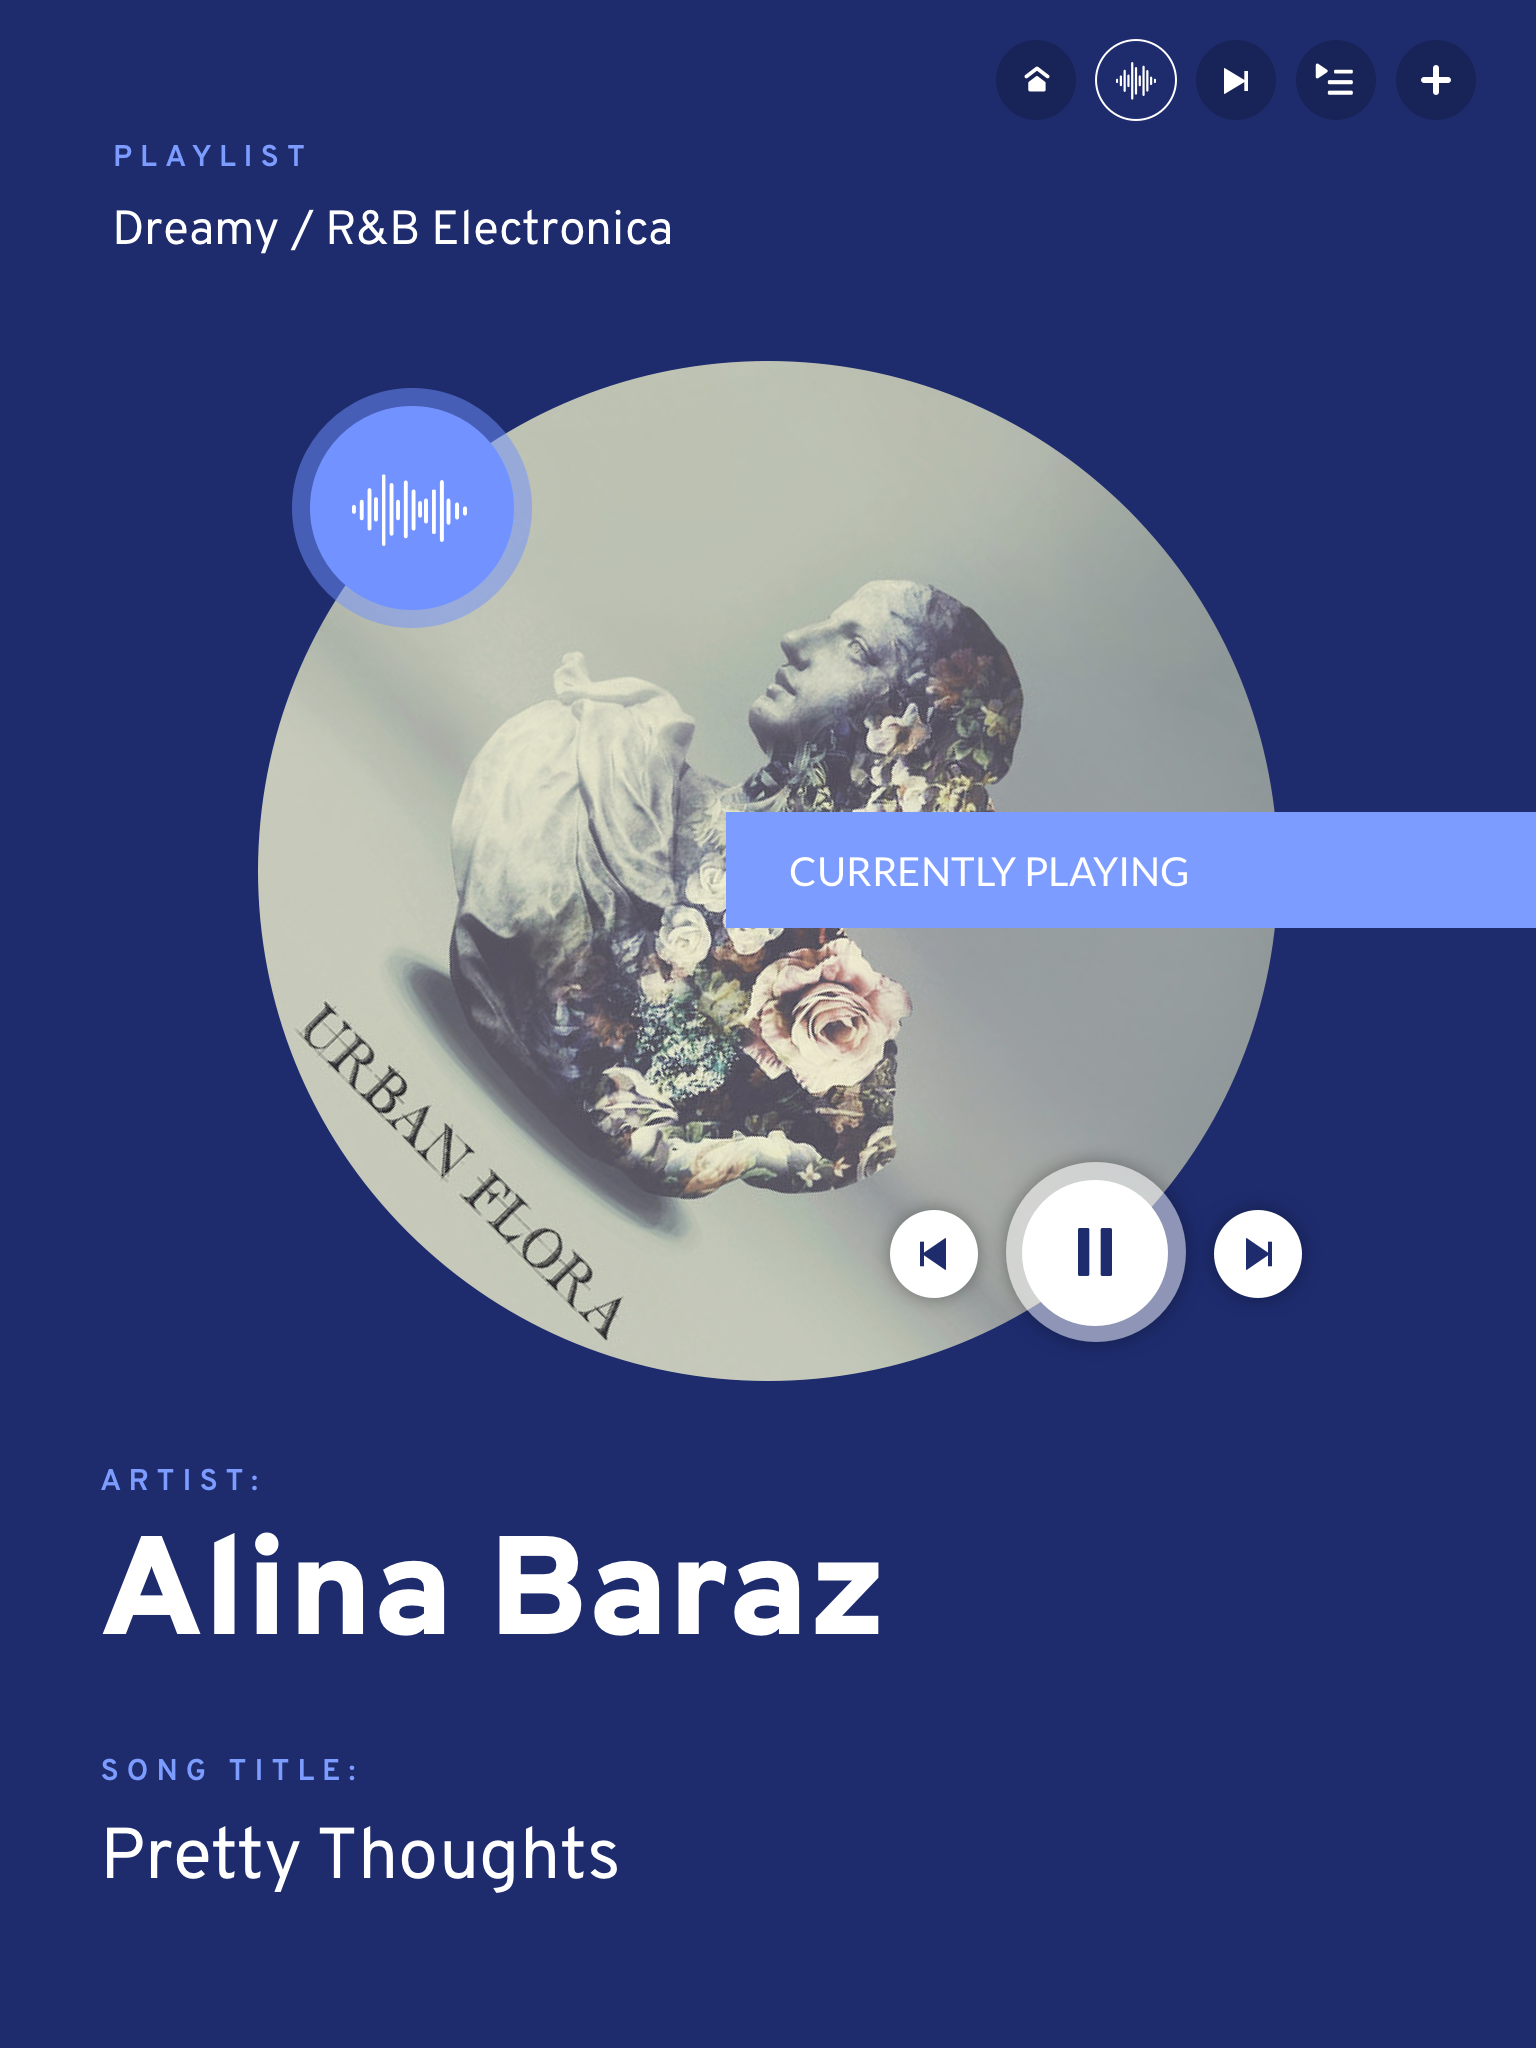 PLAYLIST
Dreamy / R&B Electronica
CURRENTLY PLAYING
URBAN FLORA
ARTIST:
Alina Baraz
SONG TITLE:
Pretty Thoughts